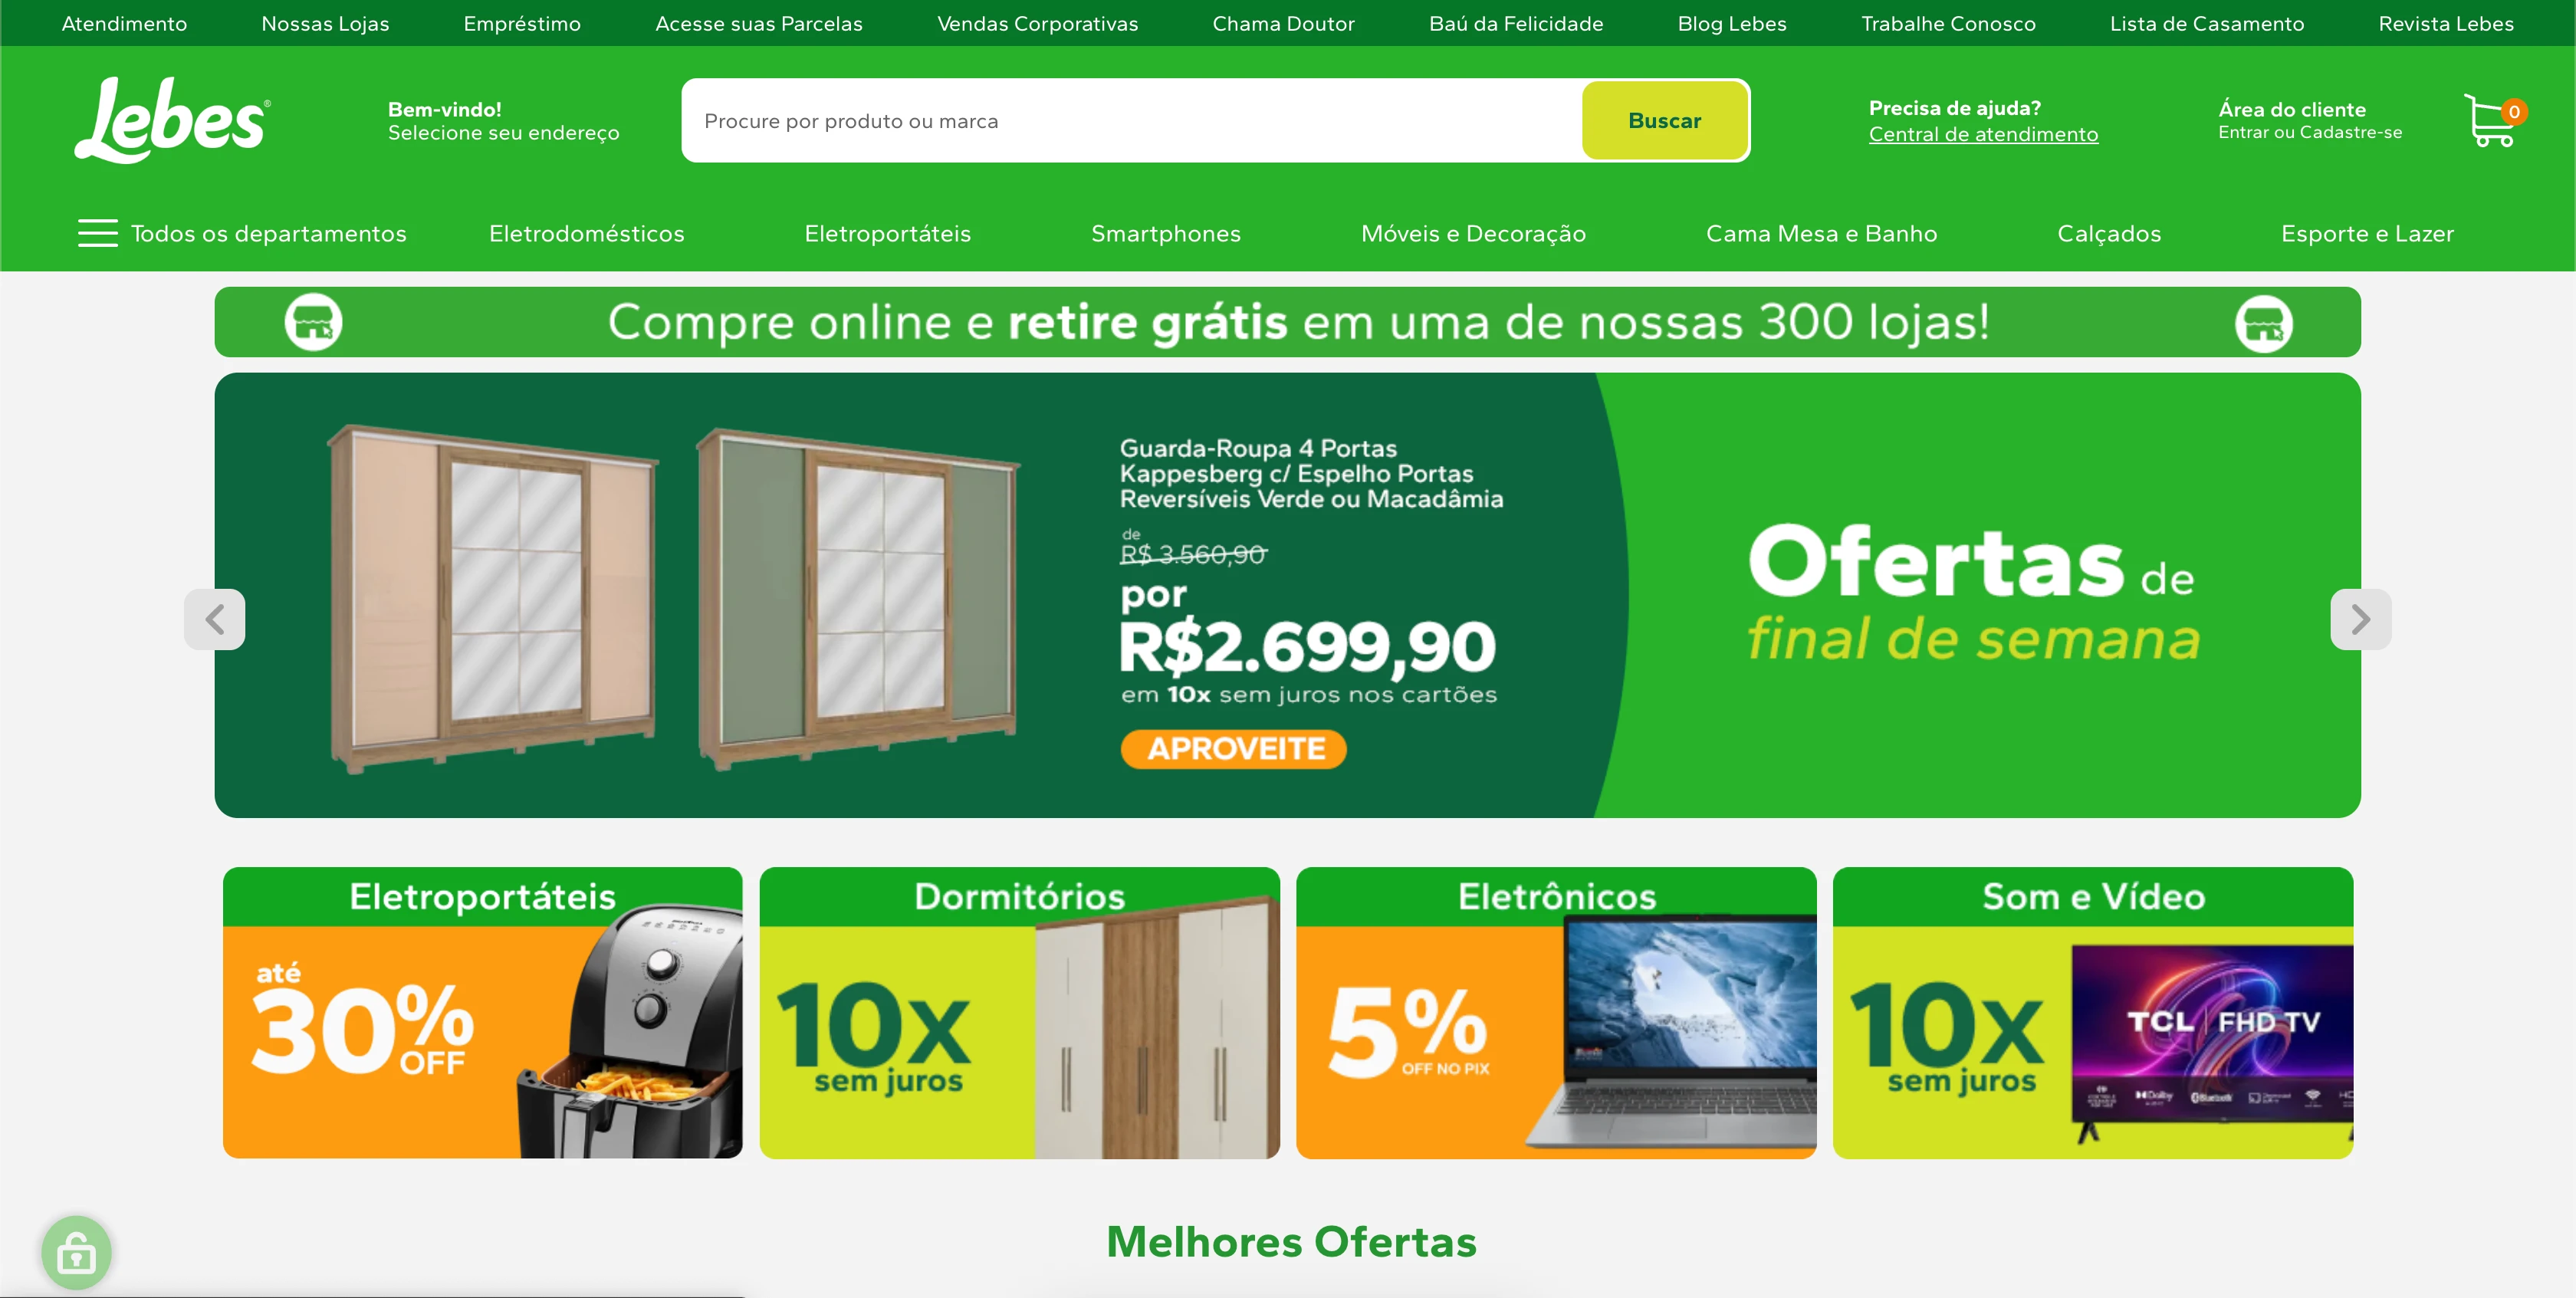 Atendimento
Nossas Lojas
Empréstimo
Acesse suas Parcelas
Vendas Corporativas
Chama Doutor
Baú da Felicidade
Blog Lebes
Trabalhe Conosco
Lista de Casamento
Revista Lebes
Lebes®
Bem-vindo!
Selecione seu endereço
Procure por produto ou marca
Buscar
Precisa de ajuda?
Central de atendimento
Área do cliente
Entrar ou Cadastre-se
0
Todos os departamentos
Eletrodomésticos
Eletroportáteis
Smartphones
Móveis e Decoração
Cama Mesa e Banho
Calçados
Esporte e Lazer
Compre online e retire grátis em uma de nossas 300 lojas!
Guarda-Roupa 4 Portas
Kappesberg c/ Espelho Portas
Reversíveis Verde ou Macadâmia
de
R$ 3.560,90
por
R$2.699,90
em 10x sem juros nos cartões
APROVEITE
Ofertas de
final de semana
Eletroportáteis
até
30%
OFF
Dormitórios
10x
sem juros
Eletrônicos
5%
OFF NO PIX
Som e Vídeo
10x
sem juros
TCL FHD TV
Dolby
Bluetooth
Melhores Ofertas